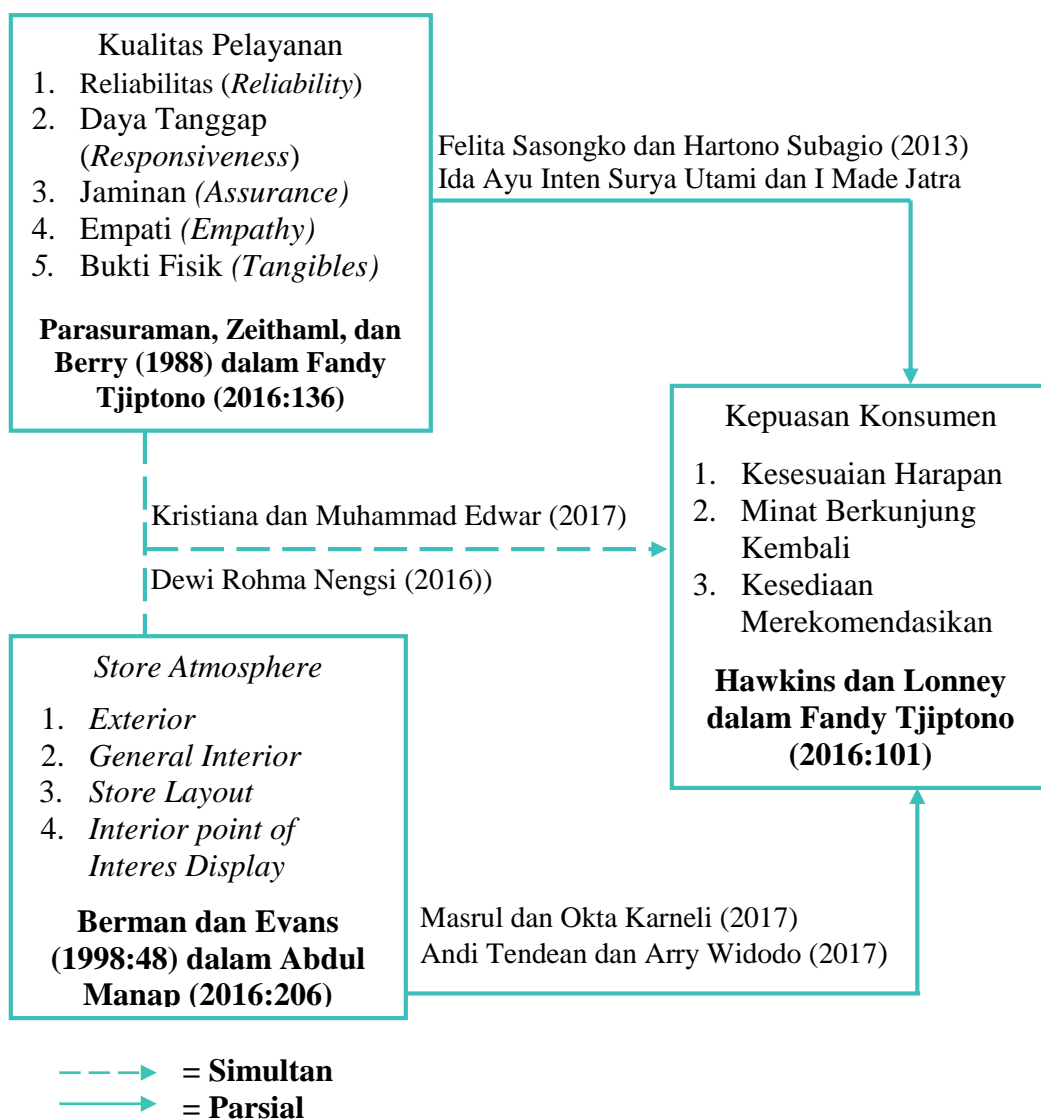 Kualitas Pelayanan
1. Reliabilitas (Reliability)
2. Daya Tanggap
(Responsiveness)
3. Jaminan (Assurance)
4. Empati (Empathy)
5. Bukti Fisik (Tangibles)
Parasuraman, Zeithaml, dan
Berry (1988) dalam Fandy
Tjiptono (2016:136)
Felita Sasongko dan Hartono Subagio (2013)
Ida Ayu Inten Surya Utami dan I Made Jatra
Kristiana dan Muhammad Edwar (2017)
Dewi Rohma Nengsi (2016))
Kepuasan Konsumen
1. Kesesuaian Harapan
2. Minat Berkunjung
Kembali
3. Kesediaan
Merekomendasikan
Hawkins dan Lonney
dalam Fandy Tjiptono
(2016:101)
Store Atmosphere
1. Exterior
2. General Interior
3. Store Layout
4. Interior point of
Interes Display
Berman dan Evans
(1998:48) dalam Abdul
Manap (2016:206)
Masrul dan Okta Karneli (2017)
Andi Tendean dan Arry Widodo (2017)
= Simultan
= Parsial